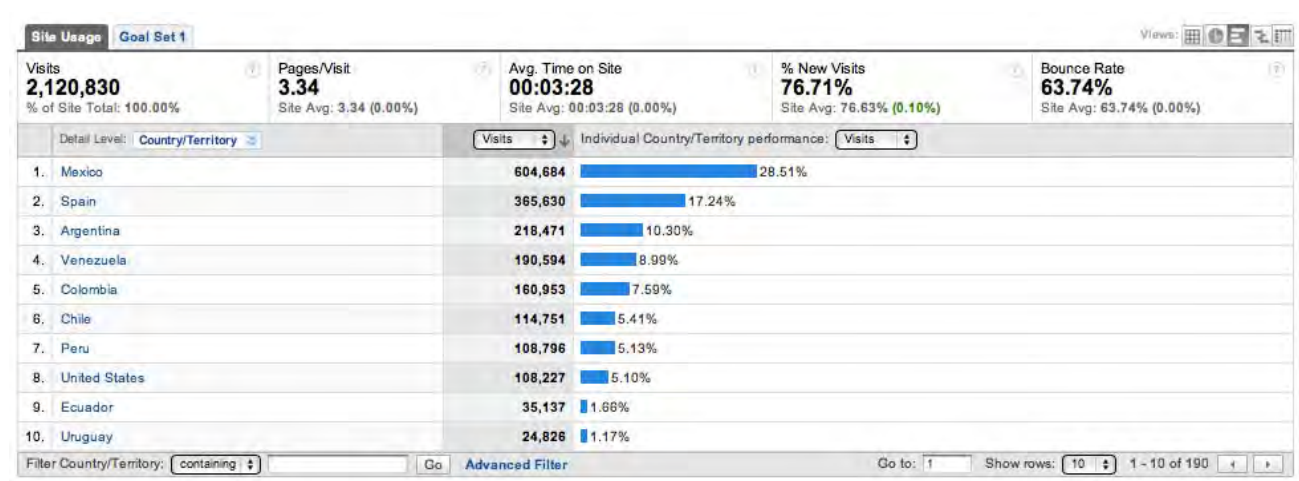 Site Usage Goal Set 1 Views:
Visits Pages/Visit Avg. Time on Site % New Visits Bounce Rate
2,120,830 3.34 00:03:28 76.71% 63.74%
% of Site Total: 100.00% Site Avg: 3.34 (0.00%) Site Avg: 00:03:28 (0.00%) Site Avg: 76.63% (0.10%) Site Avg: 63.74% (0.00%)
Detail Level: Country/Territory Visits Individual Country/Territory performance: Visits
1. Mexico 604,684 28.51%
2. Spain 365,630 17.24%
3. Argentina 218,471 10.30%
4. Venezuela 190,594 8.99%
5. Colombia 160,953 7.59%
6. Chile 114,751 5.41%
7. Peru 108,796 5.13%
8. United States 108,227 5.10%
9. Ecuador 35,137 1.66%
10. Uruguay 24,826 1.17%
Filter Country/Territory: containing Go Advanced Filter Go to: 1 Show rows: 10 1 - 10 of 190